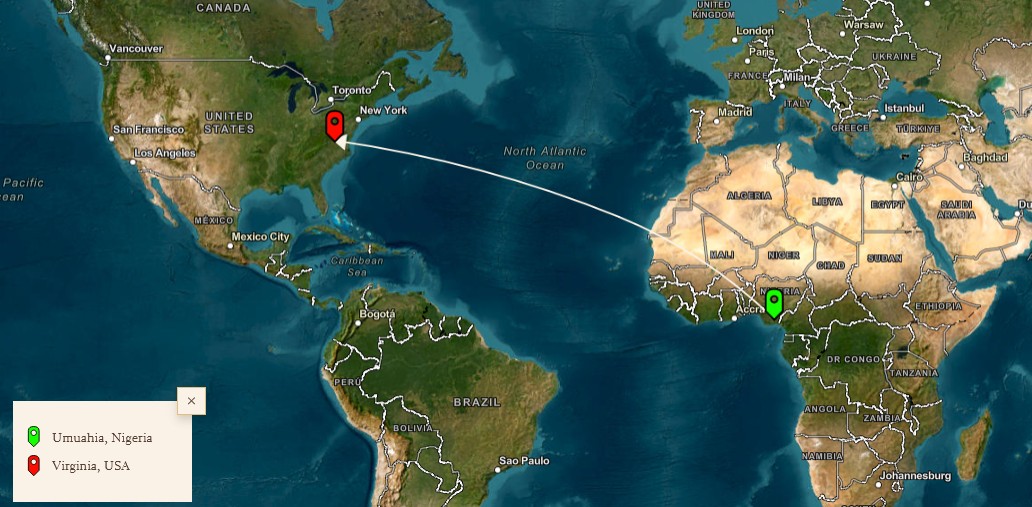 CANADA
UNITED
KINGDOM
London
Warsaw
Vancouver
Paris
UKRAINE
FRANCE
Milan
Toronto
ITALY
New York
Madrid
Istanbul
UNITED
STATES
GREECE
TÜRKIYE
San Francisco
Los Angeles
North Atlantic
Ocean
Baghdad
Cairo
Pacific
ean
ALGERIA
LIBYA
EGYPT
SAUDI
ARABIA
Du
MÉXICO
Mexico City
MALI
NIGER
CHAD
SUDAN
Caribbean
Sea
N RIA
Accra
ETHIOPIA
Bogotá
DR CONGO
TANZANIA
PERÚ
BRAZIL
ANGOLA
ZAMBIA
BOLIVIA
NAMIBIA
Sao Paulo
Johannesburg
×
Umuahia, Nigeria
Virginia, USA